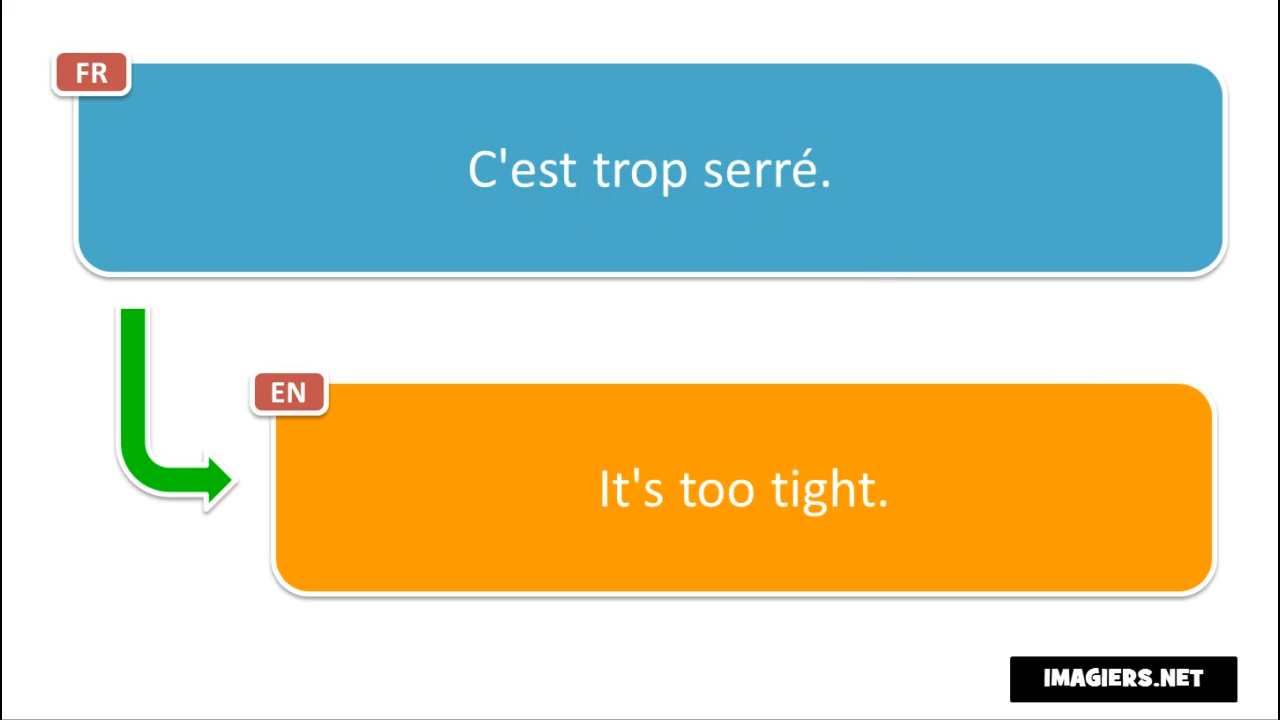 FR
C'est trop serré.
EN
It's too tight.
IMAGIERS.NET